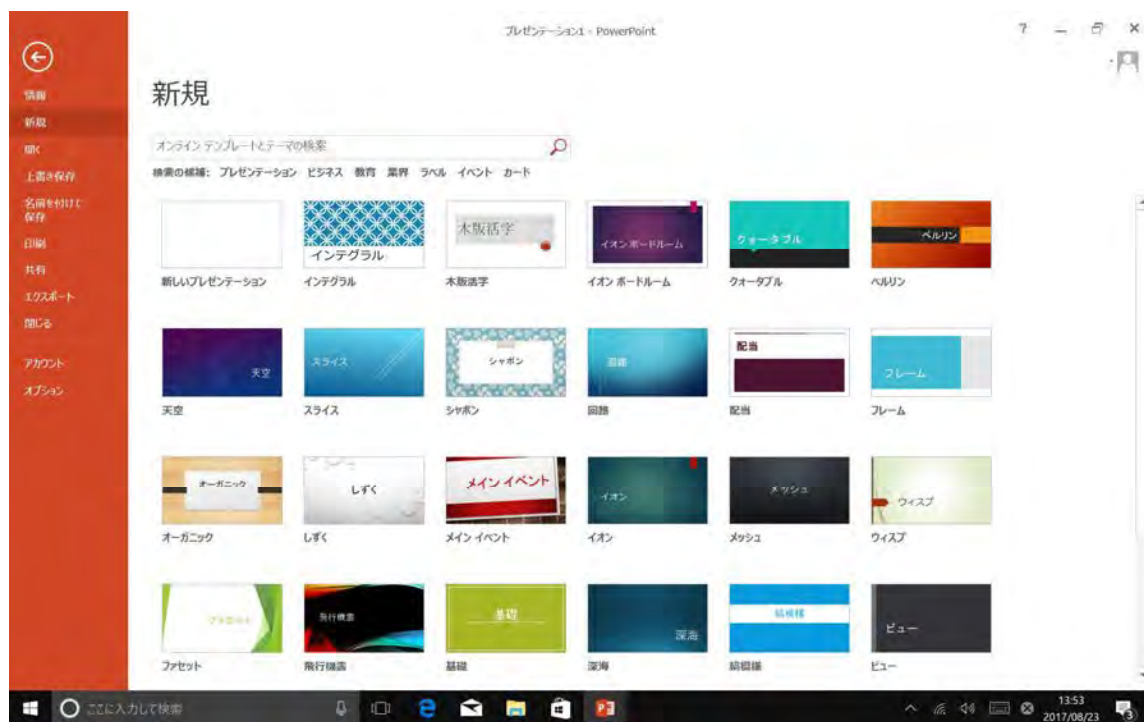 プレゼンテーション1 - PowerPoint
?
情報
新規
開く
上書き保存
名前を付けて
保存
印刷
共有
エクスポート
閉じる
アカウント
オプション
新規
オンライン テンプレートとテーマの検索
検索の候補: プレゼンテーション ビジネス 教育 業界 ラベル イベント カード
インテグラル
木版活字
イオン ボードルーム
クォータブル
ベルリン
新しいプレゼンテーション
インテグラル
木版活字
イオン ボードルーム
クォータブル
ベルリン
天空
スライス
シャボン
回路
配当
フレーム
天空
スライス
シャボン
回路
配当
フレーム
オーガニック
しずく
メイン イベント
イオン
メッシュ
ウィスプ
オーガニック
しずく
メイン イベント
イオン
メッシュ
ウィスプ
ファセット
飛行機雲
基礎
深海
縞模様
ビュー
ファセット
飛行機雲
基礎
深海
縞模様
ビュー
ここに入力して検索
13:53
2017/08/23